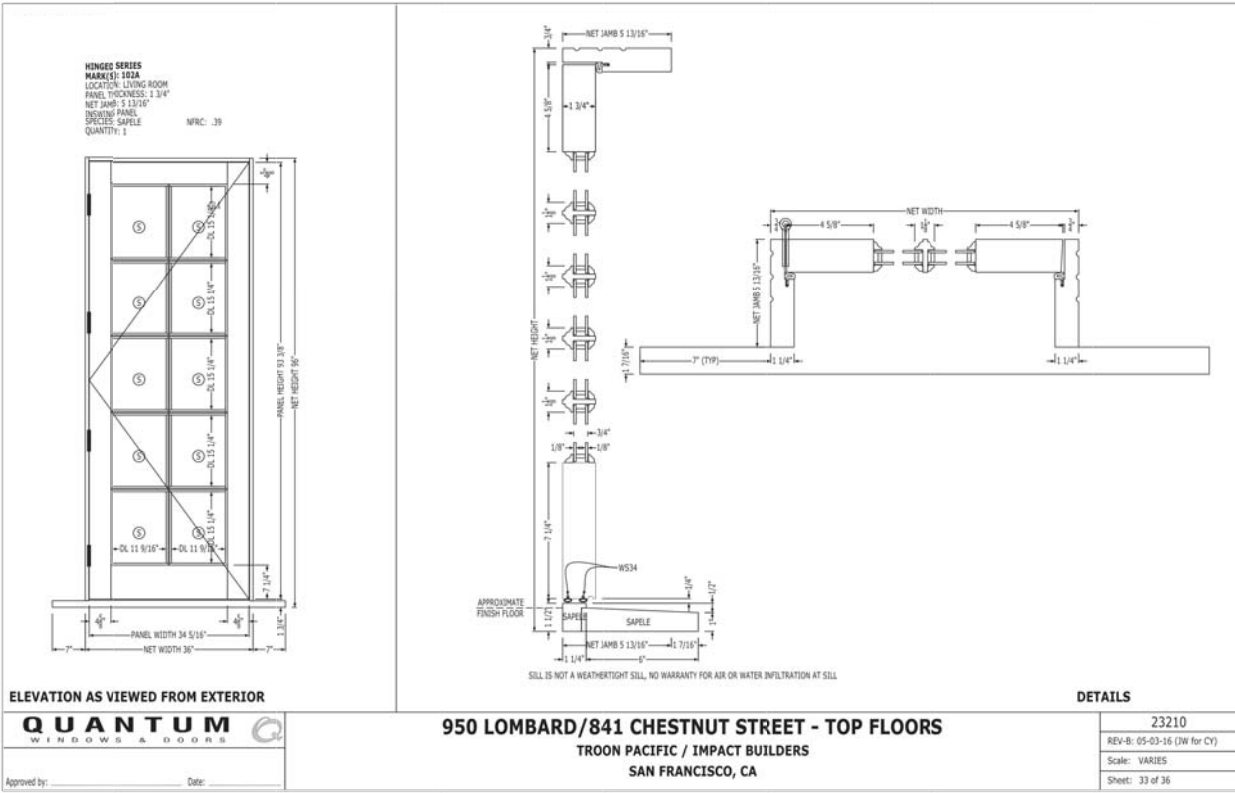 HINGED SERIES
MARK(S): 102A
LOCATION: LIVING ROOM
PANEL THICKNESS: 1 3/4"
NET JAMB: 5 13/16"
INSWING PANEL
SPECIES: SAPELE NFRC: .39
QUANTITY: 1
S S DL 15 1/4"
S S DL 15 1/4"
S S DL 15 1/4"
S S DL 15 1/4"
S S DL 15 1/4"
DL 11 9/16" DL 11 9/16"
PANEL HEIGHT 93 3/8"
NET HEIGHT 96"
7 1/4"
1 3/4"
PANEL WIDTH 34 5/16"
7" NET WIDTH 36" 7"
ELEVATION AS VIEWED FROM EXTERIOR
3/4" NET JAMB 5 13/16"
4 5/8" 1 3/4"
NET HEIGHT
3/4"
1/8" 1/8"
7 1/4"
WS34
1/4" 1/2"
APPROXIMATE
FINISH FLOOR
1 1/2" SAPELE SAPELE 1"
NET JAMB 5 13/16" 1 7/16"
1 1/4" 6"
SILL IS NOT A WEATHERTIGHT SILL, NO WARRANTY FOR AIR OR WATER INFILTRATION AT SILL
NET WIDTH
4 5/8" 4 5/8"
NET JAMB 5 13/16"
1 7/16" 7" (TYP) 1 1/4" 1 1/4"
DETAILS
QUANTUM
WINDOWS & DOORS
Approved by: Date:
950 LOMBARD/841 CHESTNUT STREET - TOP FLOORS
TROON PACIFIC / IMPACT BUILDERS
SAN FRANCISCO, CA
23210
REV-B: 05-03-16 (JW for CY)
Scale: VARIES
Sheet: 33 of 36